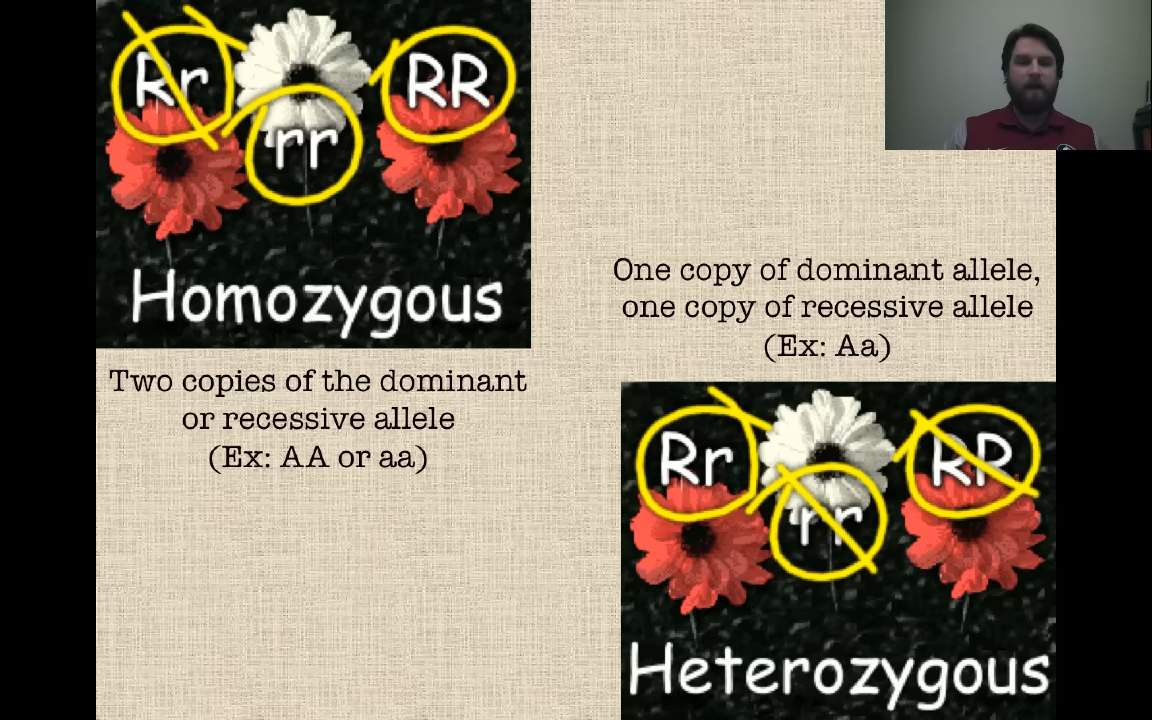 Rr
rr
RR
Homozygous
Two copies of the dominant
or recessive allele
(Ex: AA or aa)
One copy of dominant allele,
one copy of recessive allele
(Ex: Aa)
Rr
rr
RR
Heterozygous